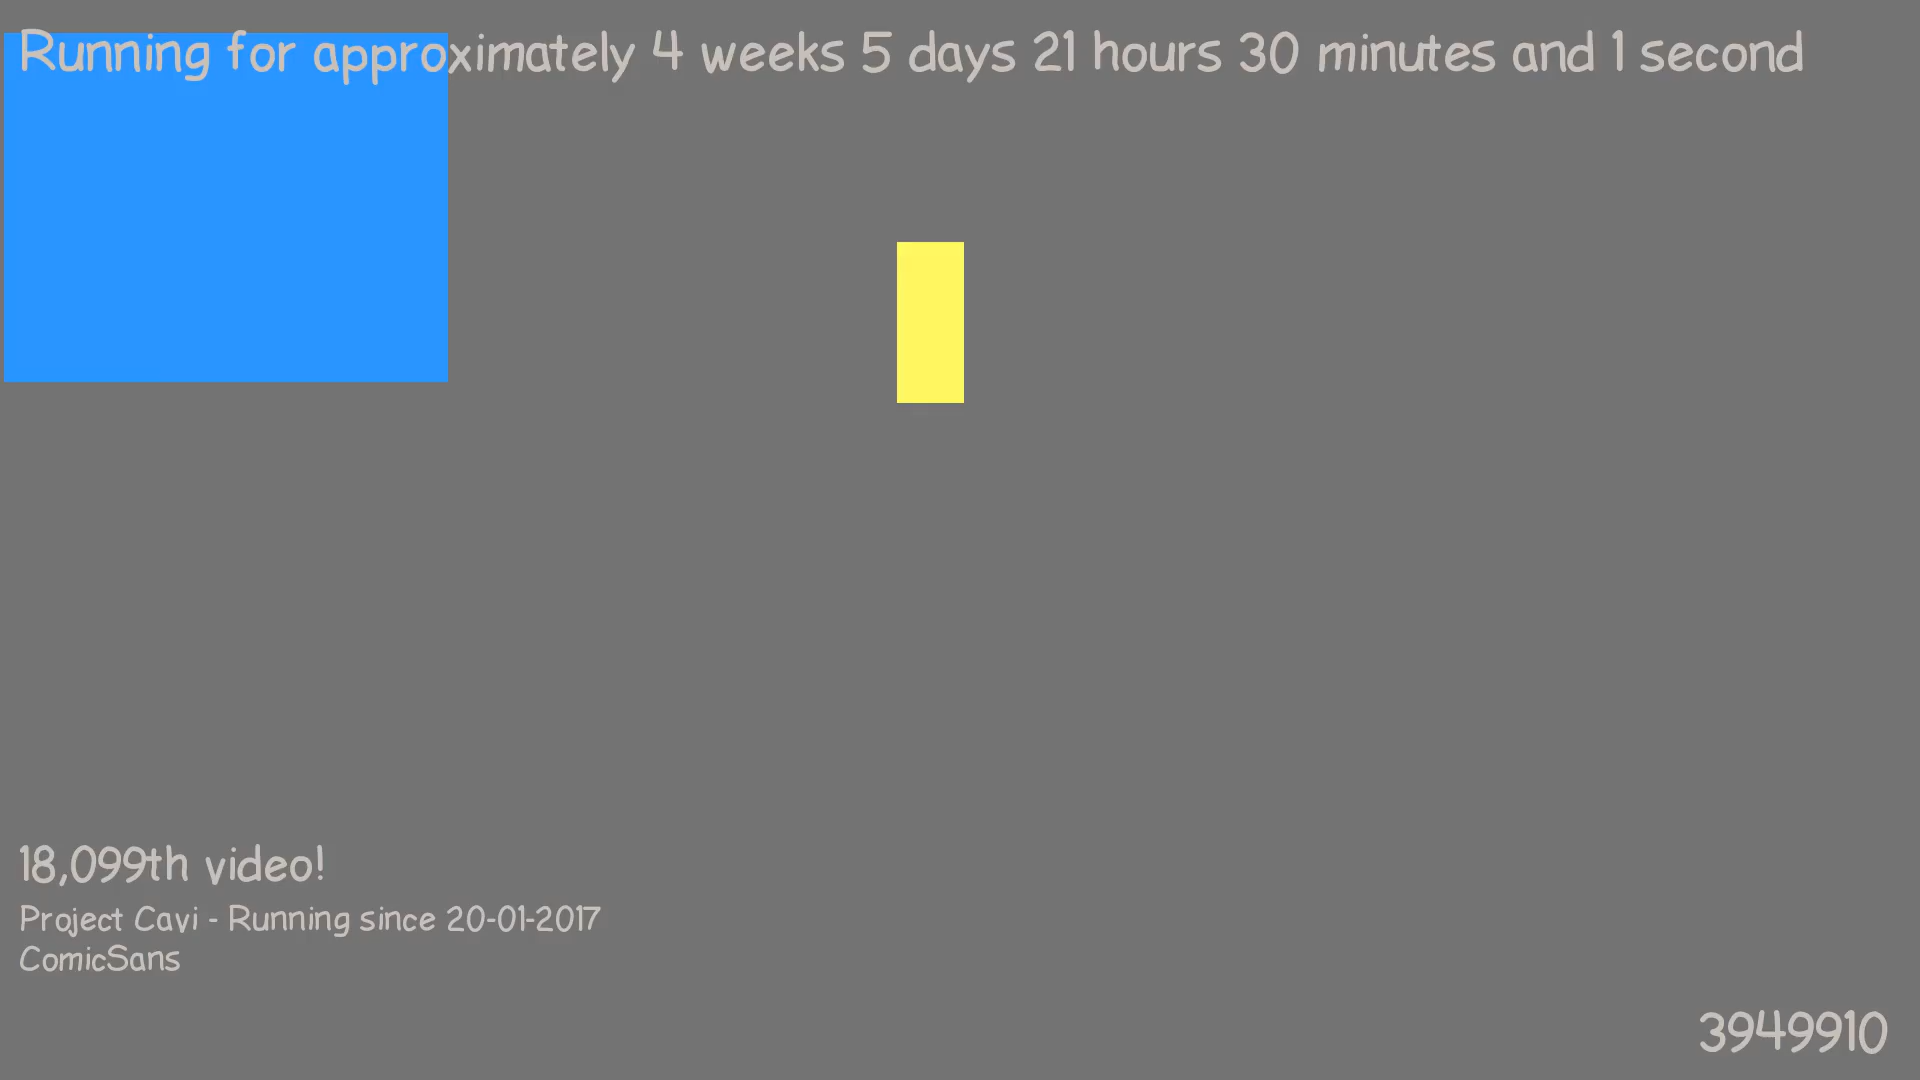 Running for approximately 4 weeks 5 days 21 hours 30 minutes and 1 second
18,099th video!
Project Cavi - Running since 20-01-2017
ComicSans
3949910